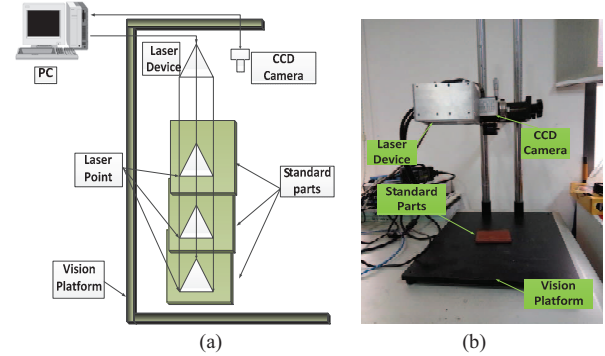 PC
Laser
Device
CCD
Camera
Laser
Point
Standard
parts
Vision
Platform
(a)
Laser
Device
CCD
Camera
Standard
Parts
Vision
Platform
(b)